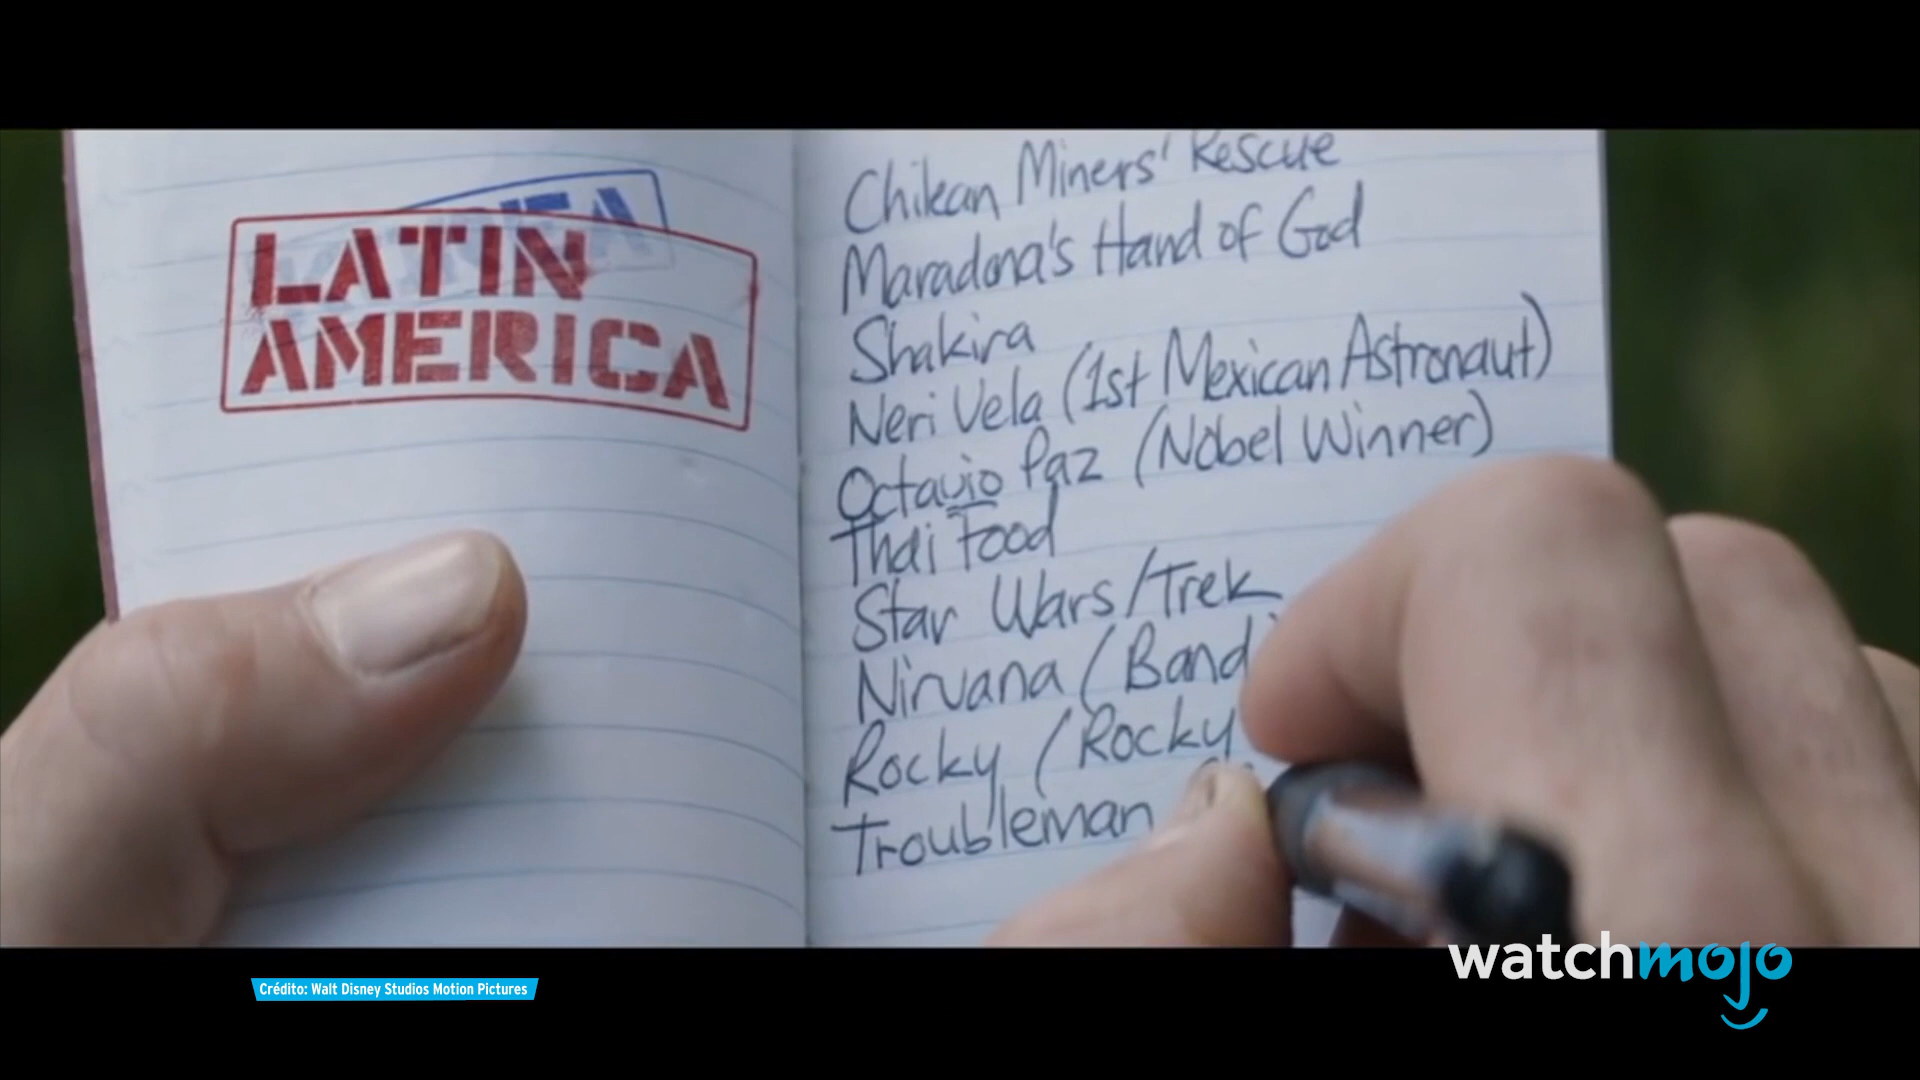 LATIN
AMERICA
Chilean Miners' Rescue
Maradona's Hand of God
Shakira
Neri Vela (1st Mexican Astronaut)
Octavio Paz (Nobel Winner)
Thai Food
Star Wars/Trek
Nirvana (Band)
Rocky (Rocky
Troubleman
Crédito: Walt Disney Studios Motion Pictures
watchmojo